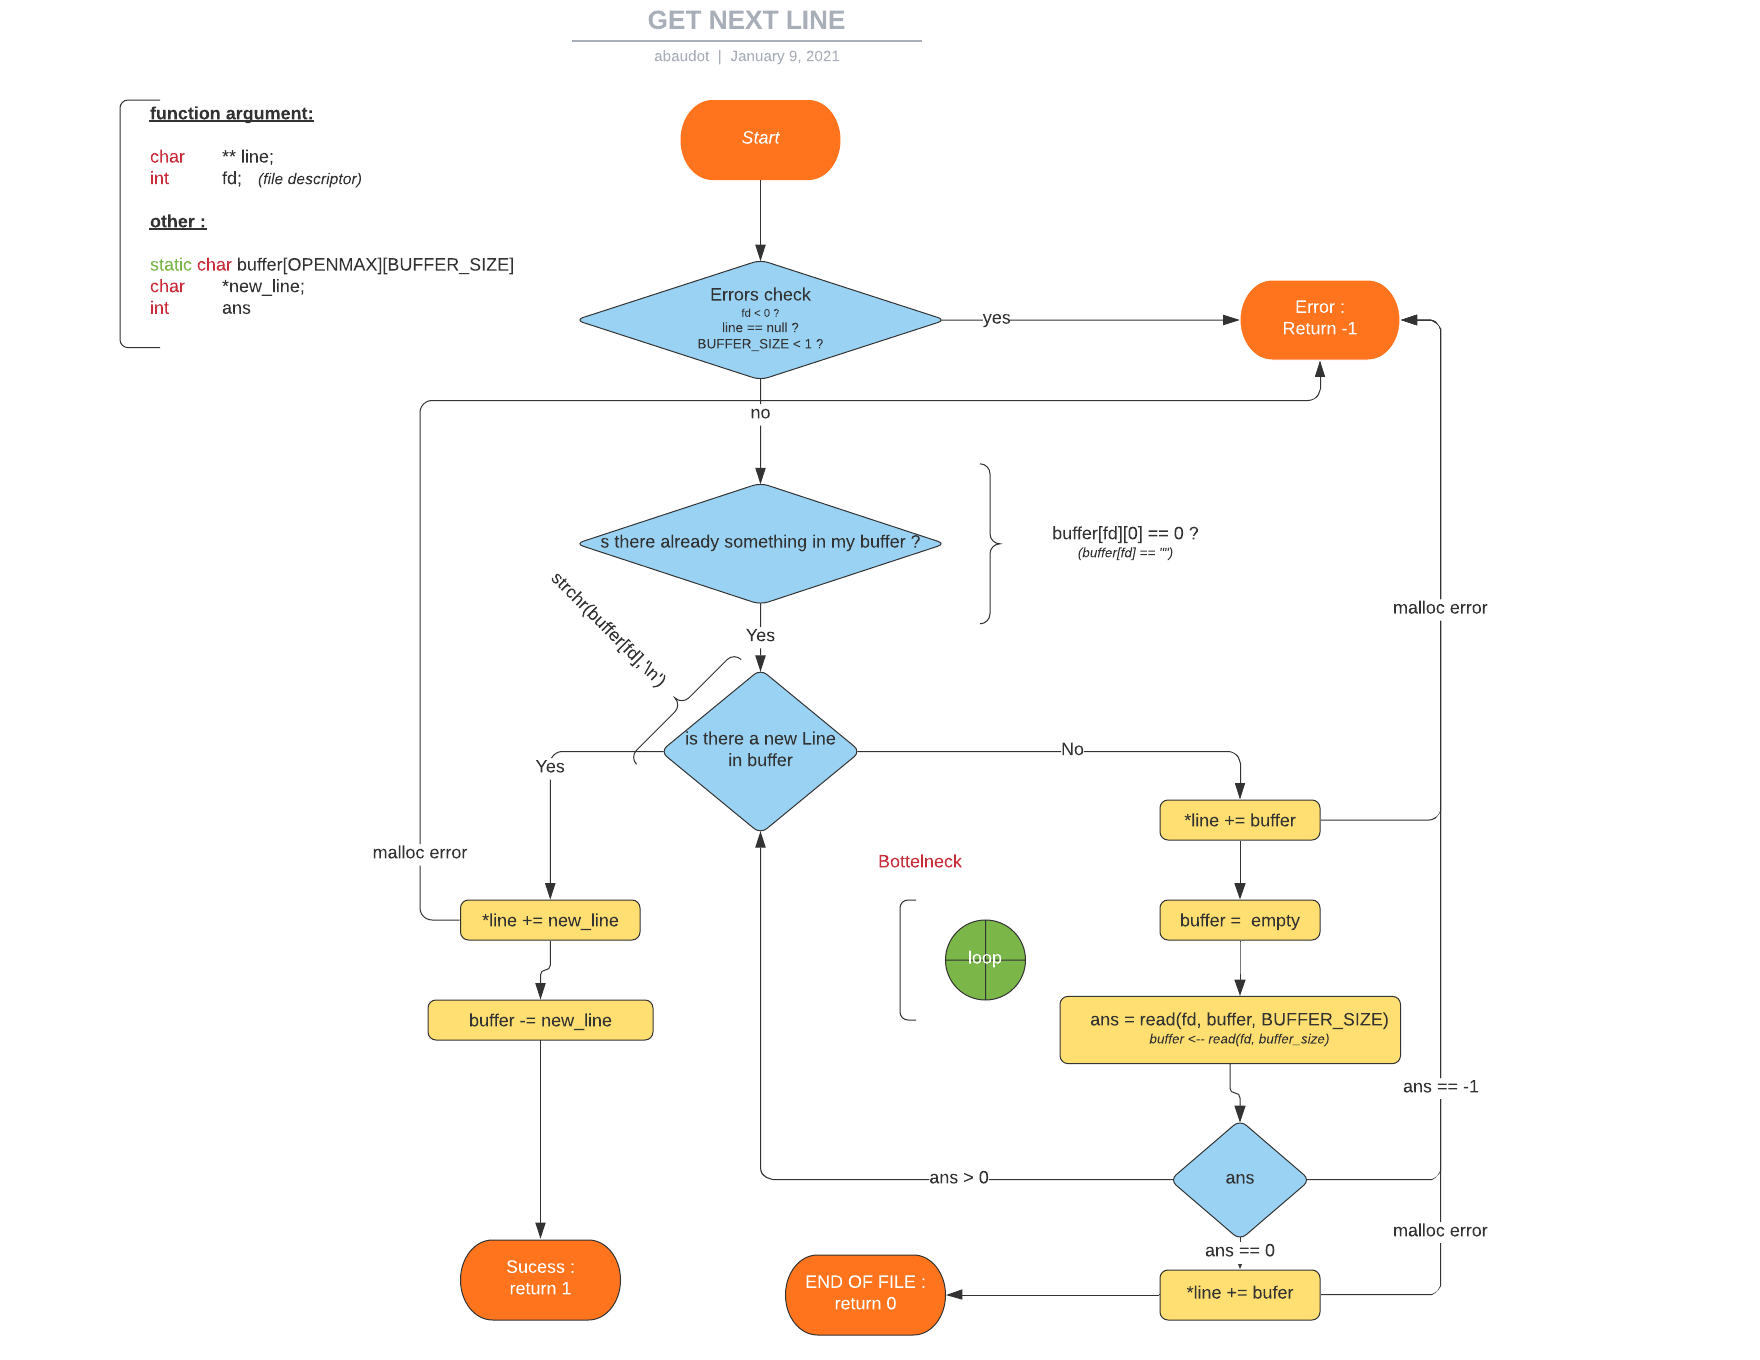 GET NEXT LINE
abaudot | January 9, 2021
function argument:
char ** line;
int fd; (file descriptor)
other :
static char buffer[OPENMAX][BUFFER_SIZE]
char *new_line;
int ans
Start
Errors check
fd < 0 ?
line == null ?
BUFFER_SIZE < 1 ?
yes
Error :
Return -1
no
s there already something in my buffer ?
buffer[fd][0] == 0 ?
(buffer[fd] == "")
strchr(buffer[fd], '\n')
Yes
malloc error
is there a new Line
in buffer
Yes
No
*line += buffer
malloc error
Bottelneck
*line += new_line
buffer = empty
loop
buffer -= new_line
ans = read(fd, buffer, BUFFER_SIZE)
buffer <-- read(fd, buffer_size)
ans == -1
ans > 0
ans
malloc error
ans == 0
Sucess :
return 1
END OF FILE :
return 0
*line += bufer